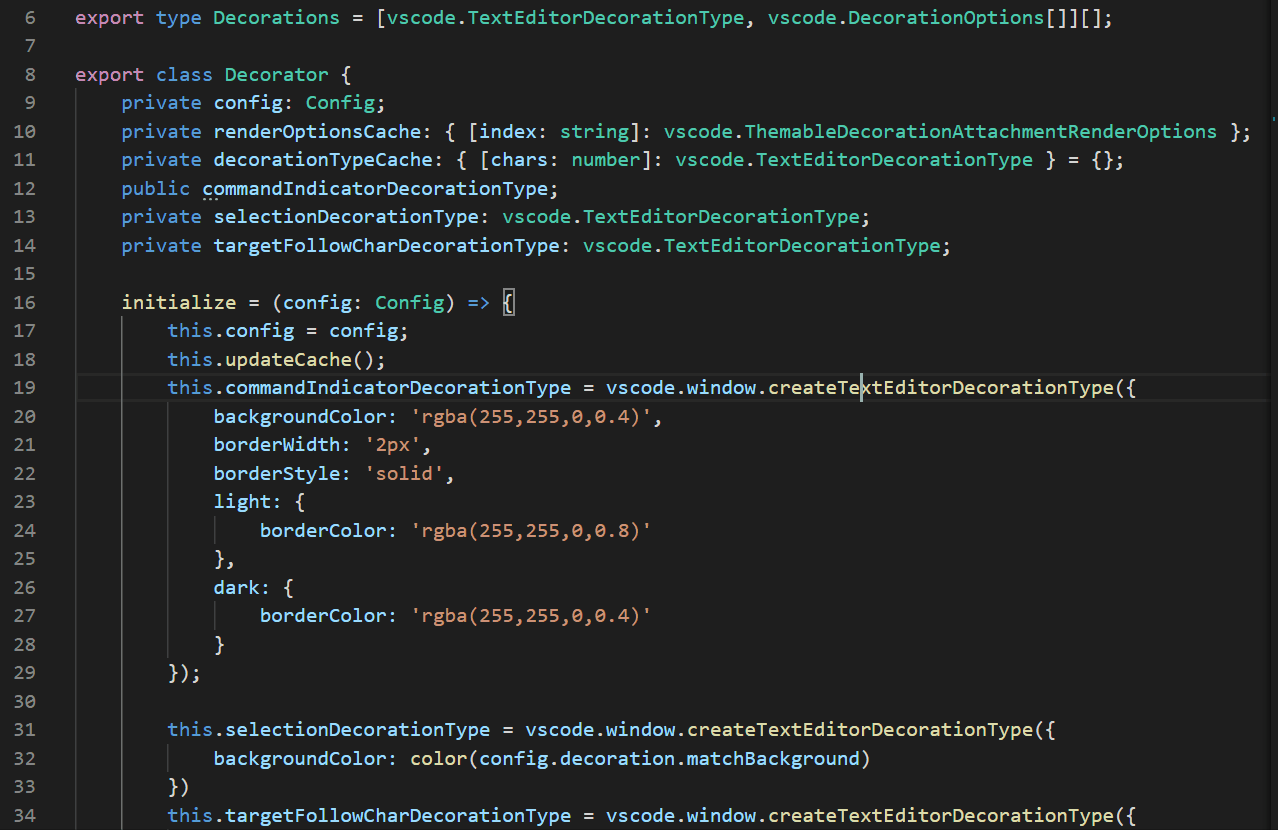 6 export type Decorations = [vscode.TextEditorDecorationType, vscode.DecorationOptions[]][];
7
8 export class Decorator {
9     private config: Config;
10     private renderOptionsCache: { [index: string]: vscode.ThemableDecorationAttachmentRenderOptions };
11     private decorationTypeCache: { [chars: number]: vscode.TextEditorDecorationType } = {};
12     public commandIndicatorDecorationType;
13     private selectionDecorationType: vscode.TextEditorDecorationType;
14     private targetFollowCharDecorationType: vscode.TextEditorDecorationType;
15
16     initialize = (config: Config) => {
17         this.config = config;
18         this.updateCache();
19         this.commandIndicatorDecorationType = vscode.window.createTextEditorDecorationType({
20             backgroundColor: 'rgba(255,255,0,0.4)',
21             borderWidth: '2px',
22             borderStyle: 'solid',
23             light: {
24                 borderColor: 'rgba(255,255,0,0.8)'
25             },
26             dark: {
27                 borderColor: 'rgba(255,255,0,0.4)'
28             }
29         });
30
31         this.selectionDecorationType = vscode.window.createTextEditorDecorationType({
32             backgroundColor: color(config.decoration.matchBackground)
33         })
34         this.targetFollowCharDecorationType = vscode.window.createTextEditorDecorationType({